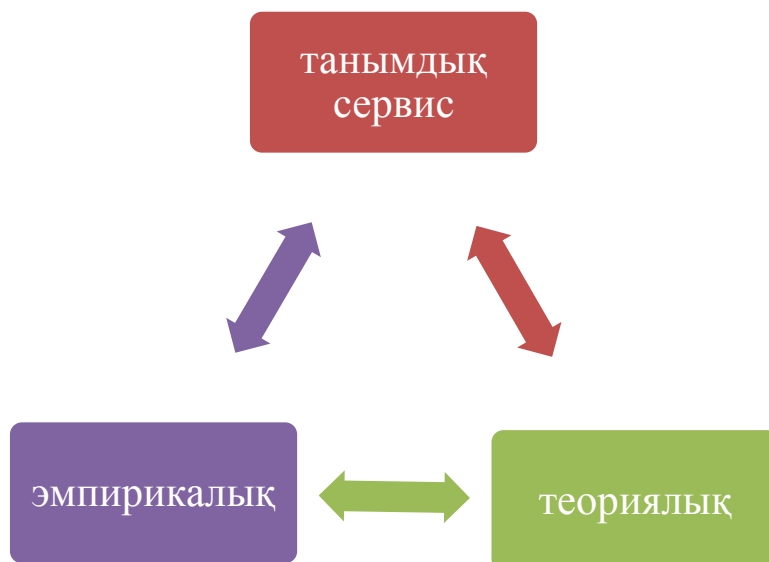 танымдық
сервис
эмпирикалық
теориялық